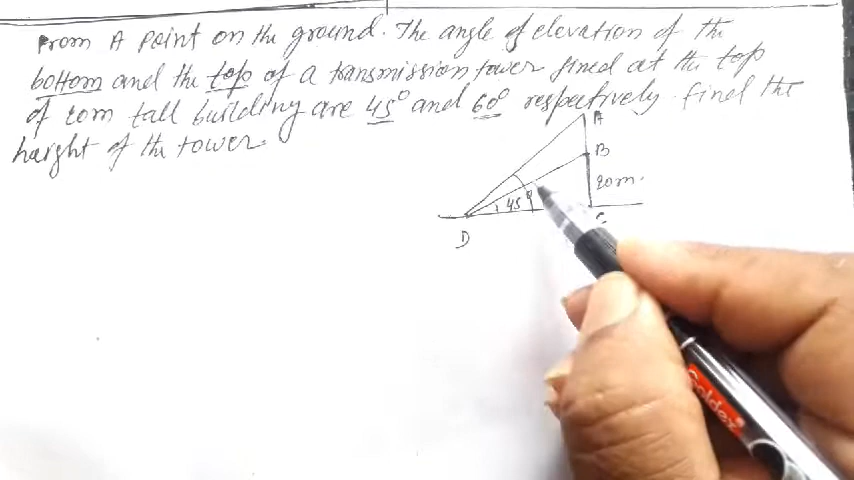 From A point on the ground. The angle of elevation of the
bottom and the top of a transmission tower fined at the top
of 20m tall building are 45° and 60° respectively. find the
height of the tower.
A
B
20m.
45°
C
D
Goldex